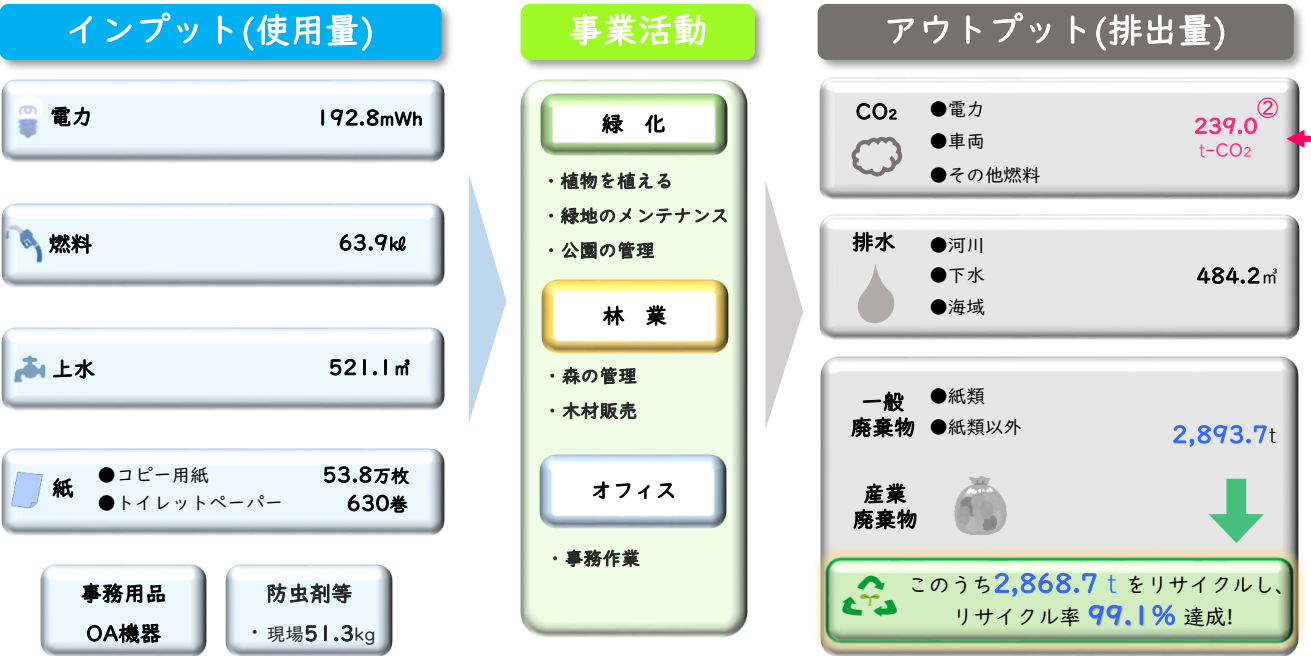 インプット(使用量)
電力 192.8mWh
燃料 63.9㎘
上水 521.1㎥
紙
●コピー用紙 53.8万枚
●トイレットペーパー 630巻
事務用品
OA機器
防虫剤等
・現場51.3kg
事業活動
緑 化
・植物を植える
・緑地のメンテナンス
・公園の管理
林 業
・森の管理
・木材販売
オフィス
・事務作業
アウトプット(排出量)
CO₂
●電力
●車両
●その他燃料
②
239.0
t-CO₂
排水
●河川
●下水
●海域
484.2㎥
一般
廃棄物
●紙類
●紙類以外
2,893.7t
産業
廃棄物
このうち2,868.7 t をリサイクルし、
リサイクル率 99.1% 達成!